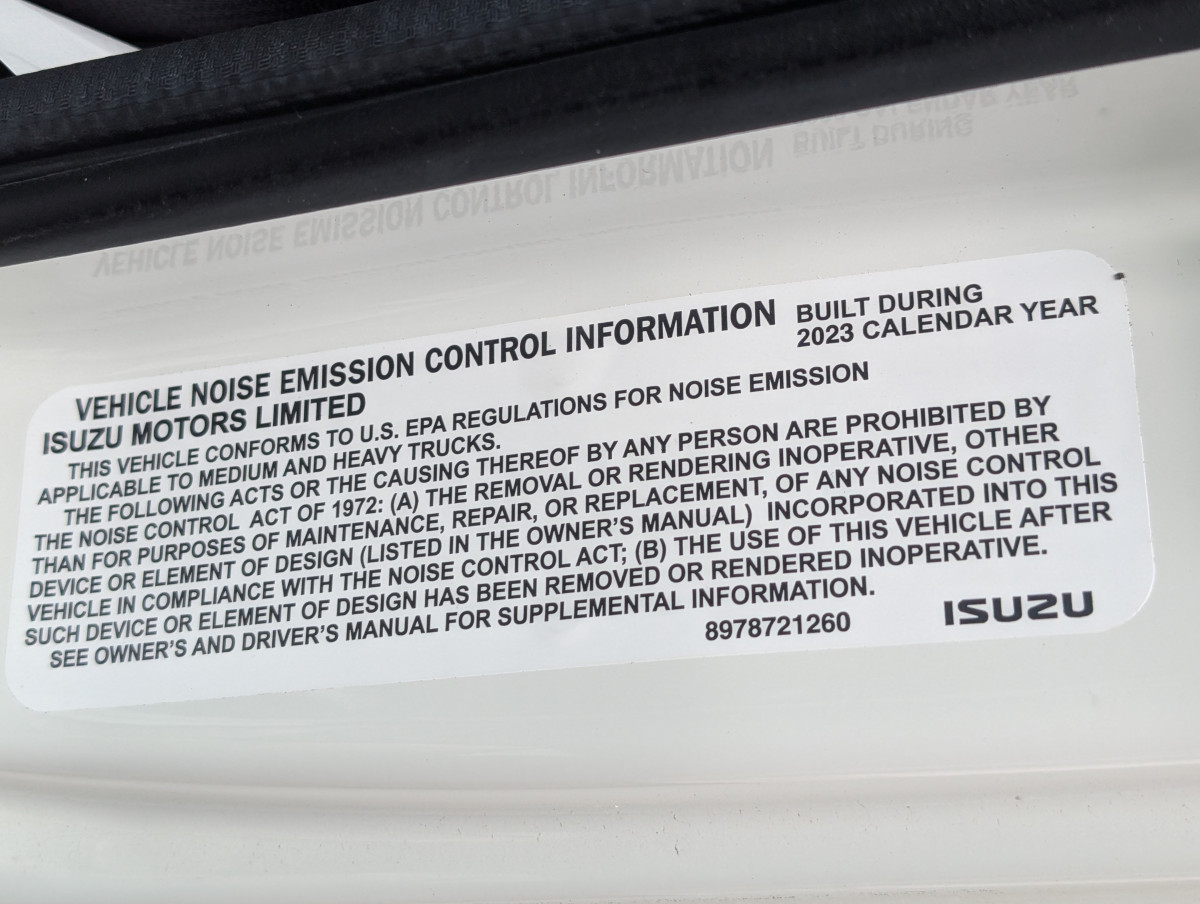 VEHICLE NOISE EMISSION CONTROL INFORMATION
BUILT DURING
2023 CALENDAR YEAR
ISUZU MOTORS LIMITED
THIS VEHICLE CONFORMS TO U.S. EPA REGULATIONS FOR NOISE EMISSION
APPLICABLE TO MEDIUM AND HEAVY TRUCKS.
THE FOLLOWING ACTS OR THE CAUSING THEREOF BY ANY PERSON ARE PROHIBITED BY
THE NOISE CONTROL ACT OF 1972: (A) THE REMOVAL OR RENDERING INOPERATIVE, OTHER
THAN FOR PURPOSES OF MAINTENANCE, REPAIR, OR REPLACEMENT, OF ANY NOISE CONTROL
DEVICE OR ELEMENT OF DESIGN (LISTED IN THE OWNER'S MANUAL) INCORPORATED INTO THIS
VEHICLE IN COMPLIANCE WITH THE NOISE CONTROL ACT; (B) THE USE OF THIS VEHICLE AFTER
SUCH DEVICE OR ELEMENT OF DESIGN HAS BEEN REMOVED OR RENDERED INOPERATIVE.
SEE OWNER'S AND DRIVER'S MANUAL FOR SUPPLEMENTAL INFORMATION.
8978721260
ISUZU